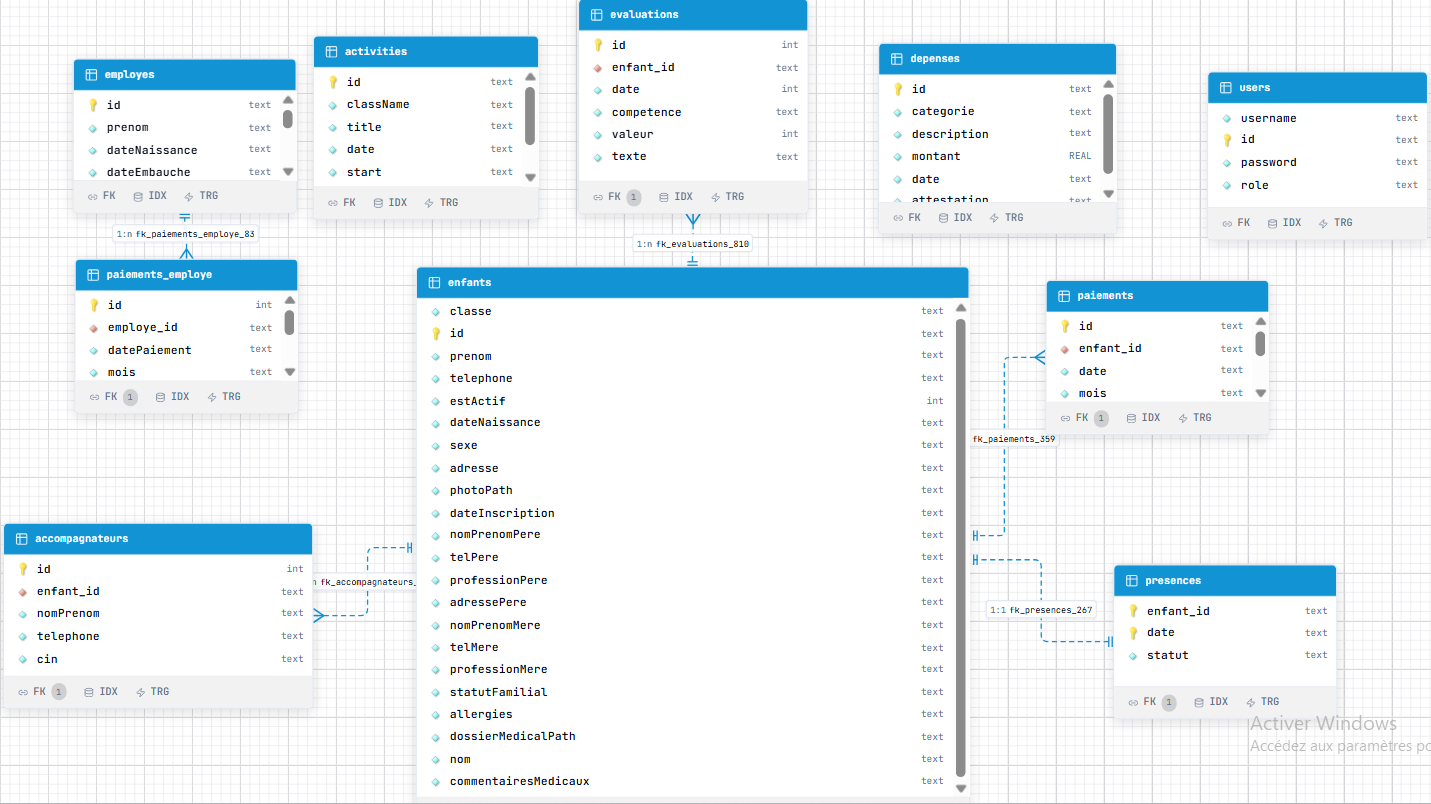 evaluations
id int
enfant_id text
date int
competence text
valeur int
texte text
FK 1 IDX TRG
activities
id text
className text
title text
date text
start text
FK IDX TRG
depenses
id text
categorie text
description text
montant REAL
date text
attestation text
FK IDX TRG
employes
id text
prenom text
dateNaissance text
dateEmbauche text
FK IDX TRG
users
username text
id text
password text
role text
FK IDX TRG
1:n fk_paiements_employe_83
1:n fk_evaluations_810
paiements_employe
id int
employe_id text
datePaiement text
mois text
FK 1 IDX TRG
enfants
classe text
id text
prenom text
telephone text
estActif int
dateNaissance text
sexe text
adresse text
photoPath text
dateInscription text
nomPrenomPere text
telPere text
professionPere text
adressePere text
nomPrenomMere text
telMere text
professionMere text
statutFamilial text
allergies text
dossierMedicalPath text
nom text
commentairesMedicaux text
paiements
id text
enfant_id text
date text
mois text
FK 1 IDX TRG
fk_paiements_359
accompagnateurs
id int
enfant_id text
nomPrenom text
telephone text
cin text
FK 1 IDX TRG
n fk_accompagnateurs_
1:1 fk_presences_267
presences
enfant_id text
date text
statut text
FK 1 IDX TRG
Activer Windows
Accédez aux paramètres po